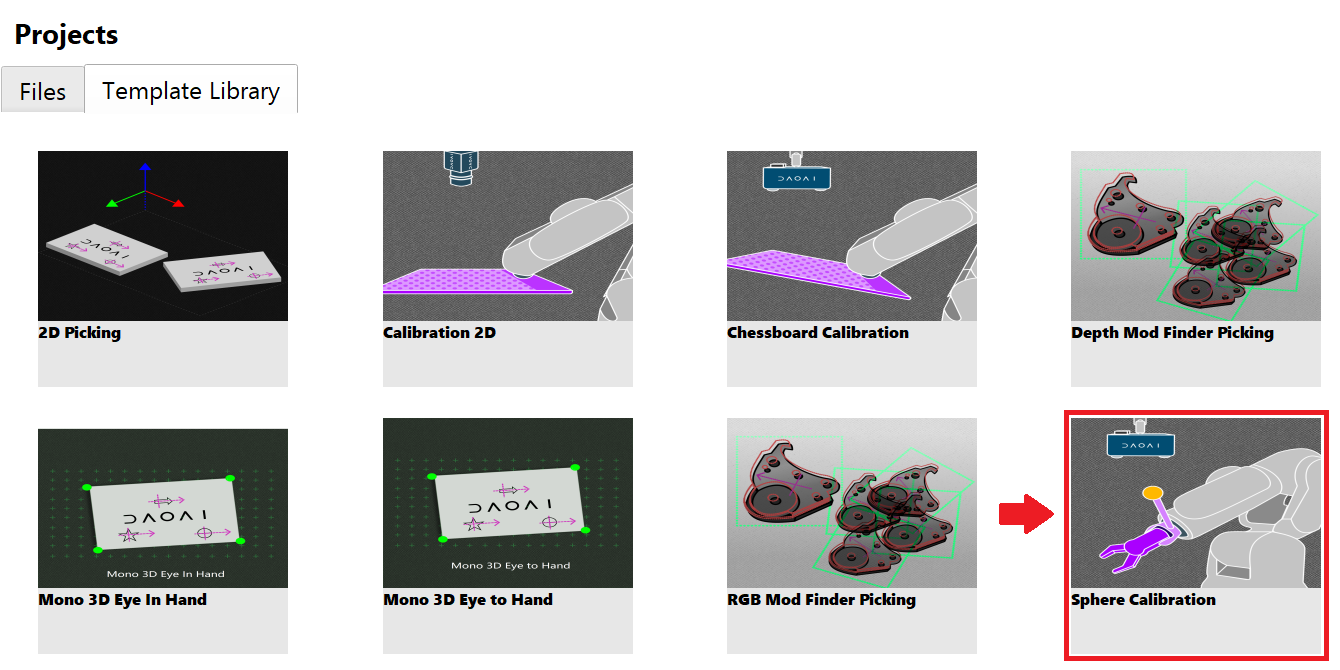 Projects
Files
Template Library
2D Picking
Calibration 2D
DAOAI
Chessboard Calibration
Depth Mod Finder Picking
DAOAI
Mono 3D Eye In Hand
Mono 3D Eye In Hand
DAOAI
Mono 3D Eye to Hand
Mono 3D Eye to Hand
RGB Mod Finder Picking
DAOAI
Sphere Calibration